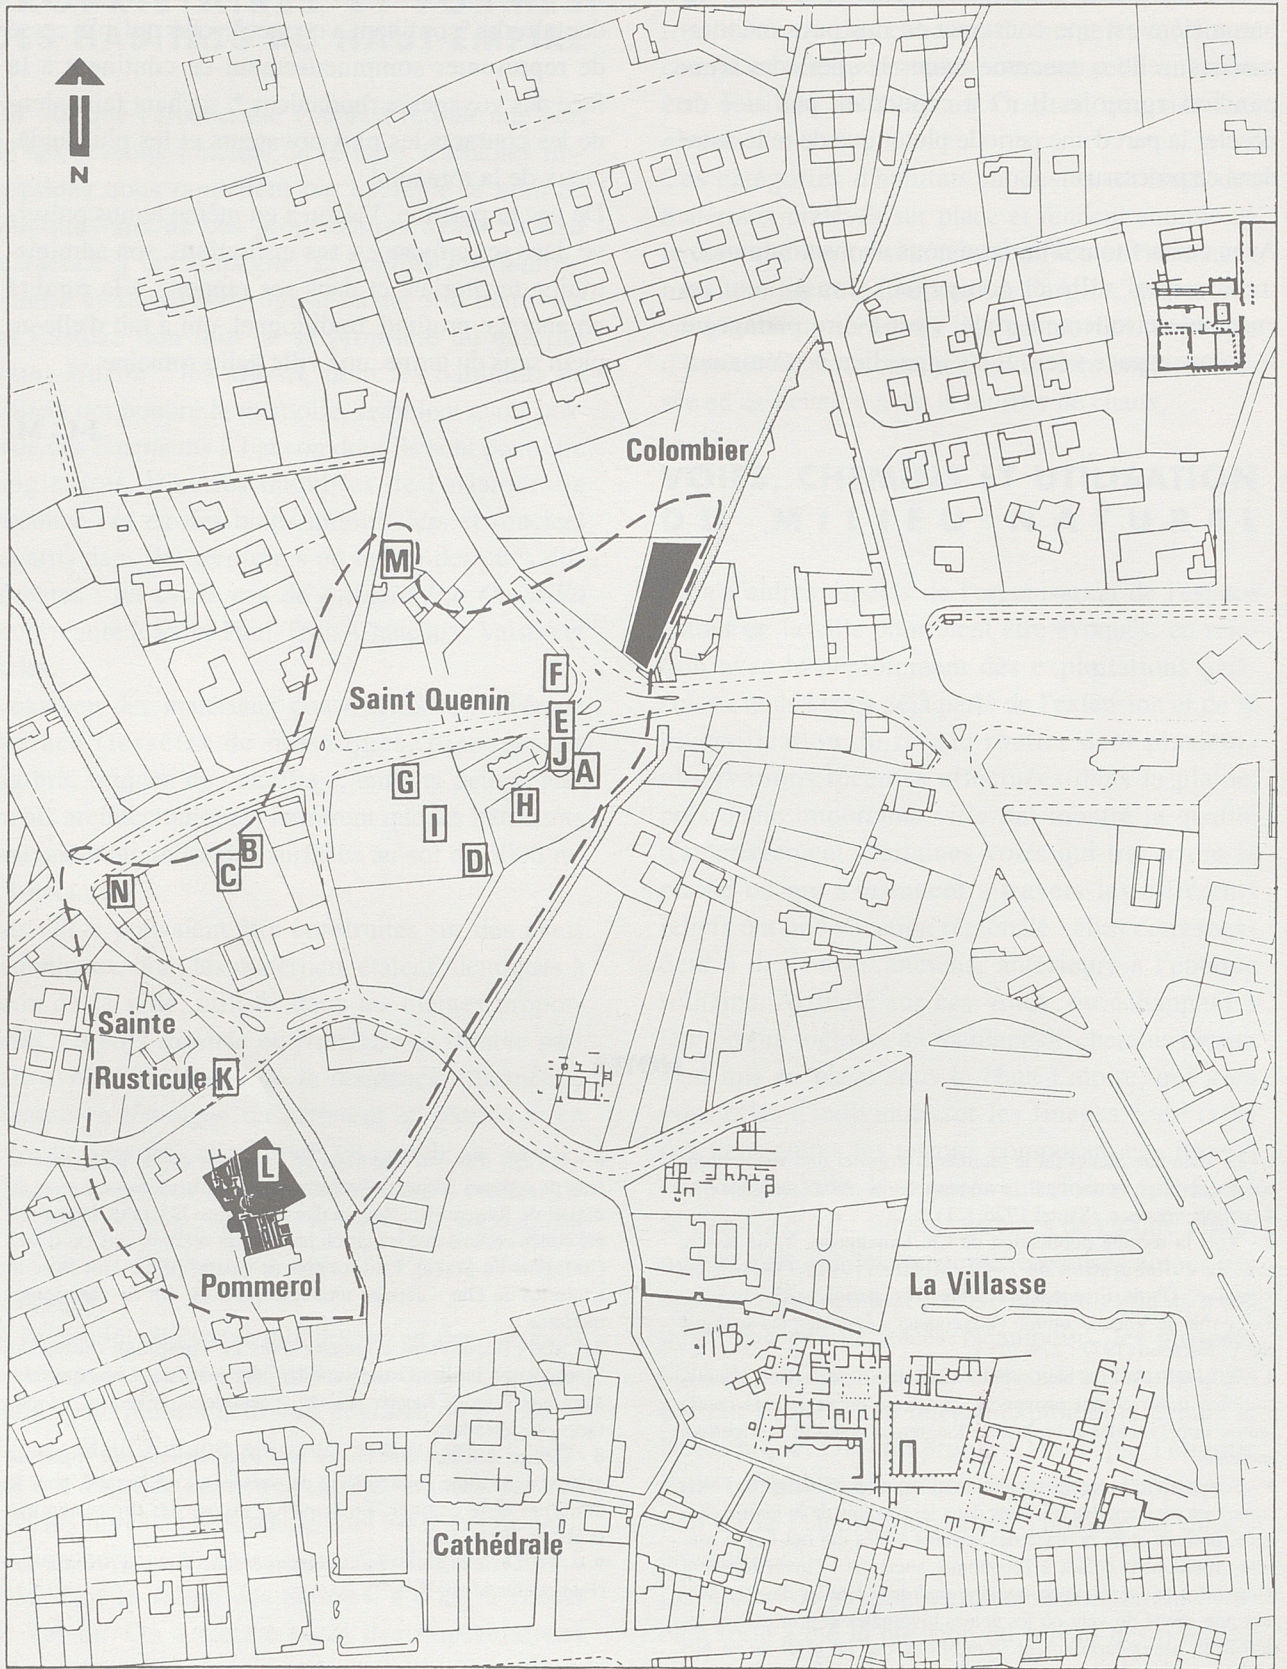 N
Colombier
M
F
Saint Quenin
E
J
A
G
H
I
B
D
C
N
Sainte
Rusticule K
L
Pommerol
La Villasse
Cathédrale